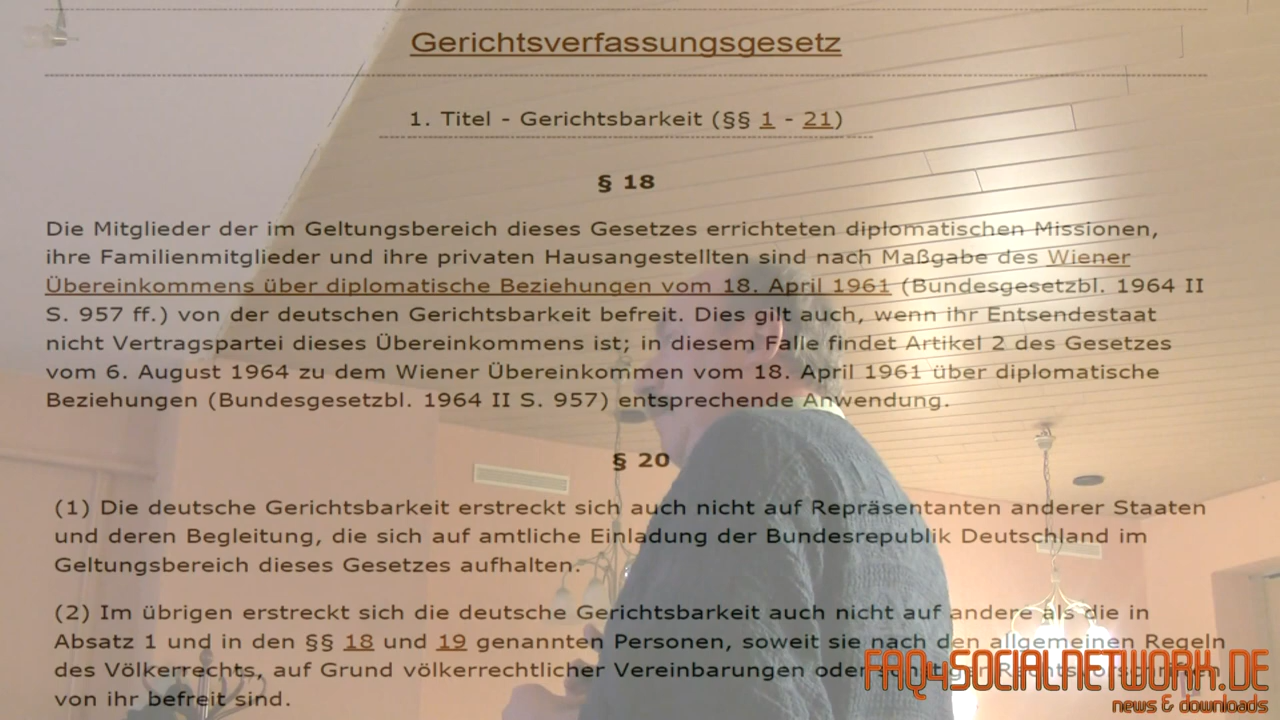 Gerichtsverfassungsgesetz
1. Titel - Gerichtsbarkeit (§§ 1 - 21)
§ 18
Die Mitglieder der im Geltungsbereich dieses Gesetzes errichteten diplomatischen Missionen,
ihre Familienmitglieder und ihre privaten Hausangestellten sind nach Maßgabe des Wiener
Übereinkommens über diplomatische Beziehungen vom 18. April 1961 (Bundesgesetzbl. 1964 II
S. 957 ff.) von der deutschen Gerichtsbarkeit befreit. Dies gilt auch, wenn ihr Entsendestaat
nicht Vertragspartei dieses Übereinkommens ist; in diesem Falle findet Artikel 2 des Gesetzes
vom 6. August 1964 zu dem Wiener Übereinkommen vom 18. April 1961 über diplomatische
Beziehungen (Bundesgesetzbl. 1964 II S. 957) entsprechende Anwendung.
§ 20
(1) Die deutsche Gerichtsbarkeit erstreckt sich auch nicht auf Repräsentanten anderer Staaten
und deren Begleitung, die sich auf amtliche Einladung der Bundesrepublik Deutschland im
Geltungsbereich dieses Gesetzes aufhalten.
(2) Im übrigen erstreckt sich die deutsche Gerichtsbarkeit auch nicht auf andere als die in
Absatz 1 und in den §§ 18 und 19 genannten Personen, soweit sie nach den allgemeinen Regeln
des Völkerrechts, auf Grund völkerrechtlicher Vereinbarungen oder
von ihr befreit sind.
FAQ4SOCIALNETWORK.DE
news & downloads